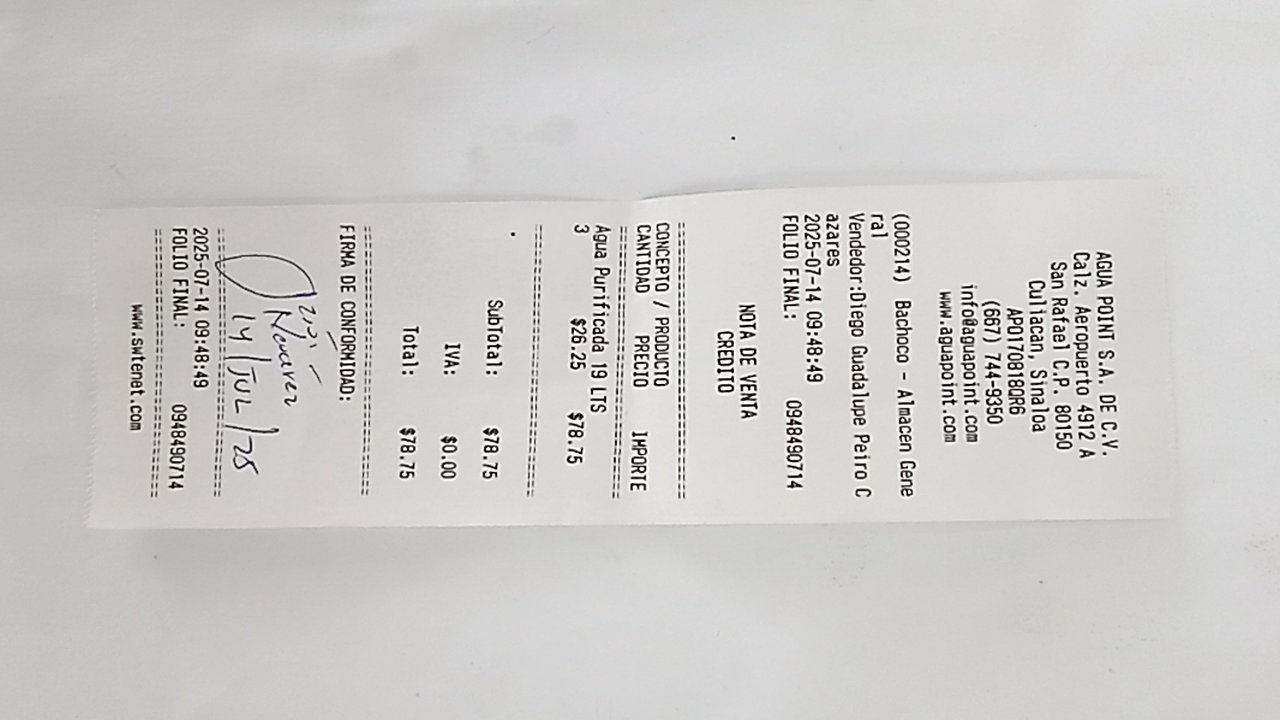 AGUA POINT S.A. DE C.V.
Calz. Aeropuerto 4912 A
San Rafael C.P. 80150
Culiacan, Sinaloa
APO170818QR6
(667) 744-9350
info@aguapoint.com
www.aguapoint.com
(000214) Bachoco - Almacen Gene
ral
Vendedor:Diego Guadalupe Peiro C
azares
2025-07-14 09:48:49
FOLIO FINAL: 0948490714
NOTA DE VENTA
CREDITO
CONCEPTO / PRODUCTO
CANTIDAD PRECIO IMPORTE
Agua Purificada 19 LTS
3 $26.25 $78.75
SubTotal: $78.75
IVA: $0.00
Total: $78.75
FIRMA DE CONFORMIDAD:
14/JUL/25
2025-07-14 09:48:49
FOLIO FINAL: 0948490714
www.swtenet.com